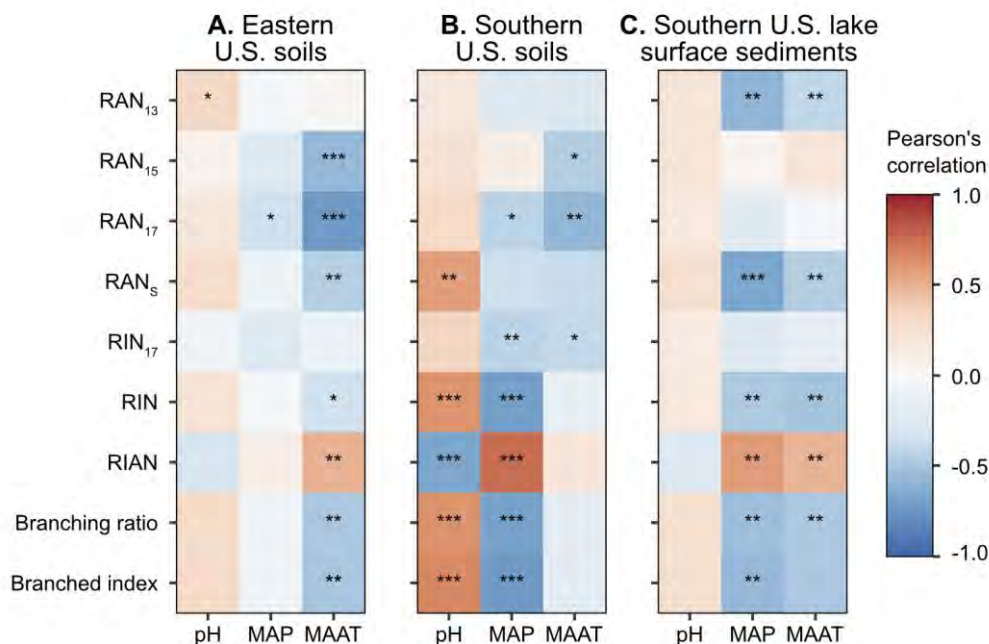 A. Eastern
U.S. soils
B. Southern
U.S. soils
C. Southern U.S. lake
surface sediments
RAN13 * ** **
RAN15 *** *
RAN17 * *** * **
RANS ** ** *** **
RIN17 ** *
RIN * *** *** ** **
RIAN ** *** *** ** **
Branching ratio ** *** *** ** **
Branched index ** *** *** **
pH MAP MAAT pH MAP MAAT pH MAP MAAT
Pearson's
correlation
1.0
0.5
0.0
-0.5
-1.0